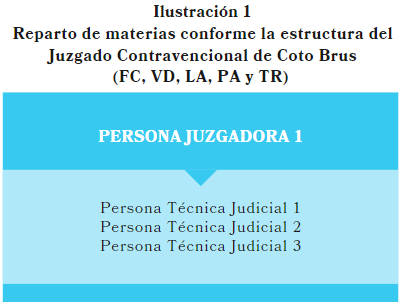 Ilustración 1
Reparto de materias conforme la estructura del
Juzgado Contravencional de Coto Brus
(FC, VD, LA, PA y TR)
PERSONA JUZGADORA 1
Persona Técnica Judicial 1
Persona Técnica Judicial 2
Persona Técnica Judicial 3